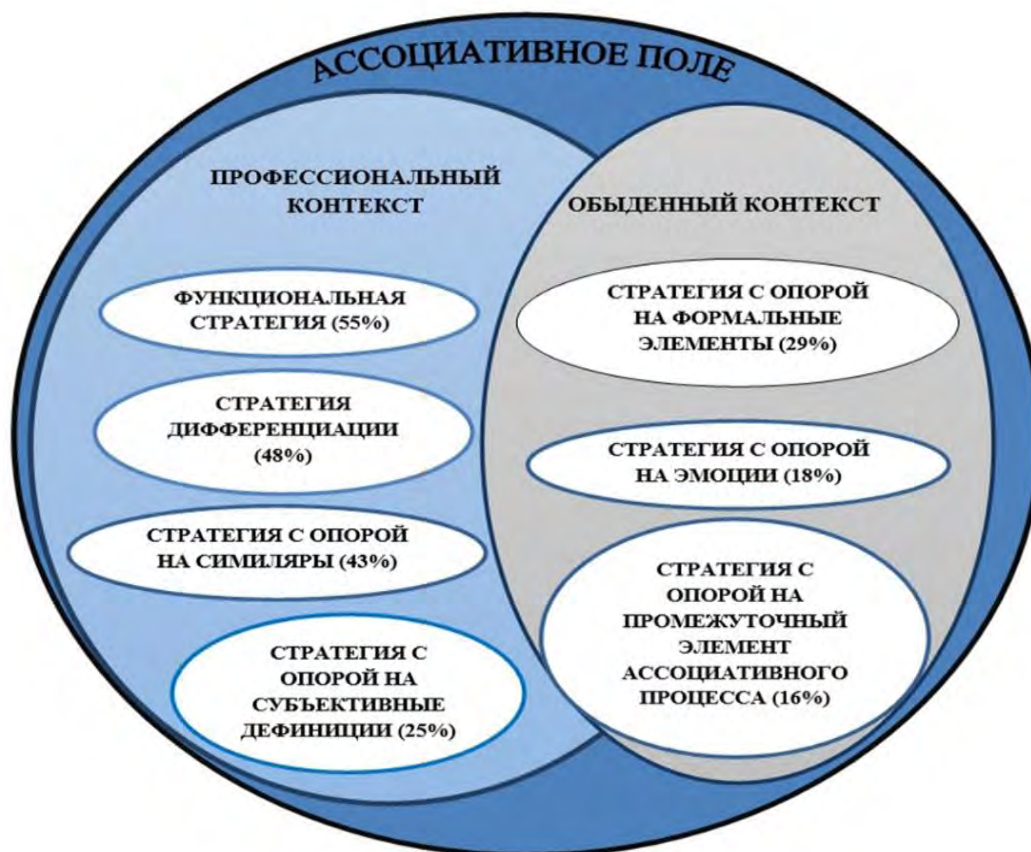 АССОЦИАТИВНОЕ ПОЛЕ
ПРОФЕССИОНАЛЬНЫЙ
КОНТЕКСТ
ФУНКЦИОНАЛЬНАЯ
СТРАТЕГИЯ (55%)
СТРАТЕГИЯ
ДИФФЕРЕНЦИАЦИИ
(48%)
СТРАТЕГИЯ С ОПОРОЙ
НА СИМИЛЯРЫ (43%)
СТРАТЕГИЯ С
ОПОРОЙ НА
СУБЪЕКТИВНЫЕ
ДЕФИНИЦИИ (25%)
ОБЫДЕННЫЙ КОНТЕКСТ
СТРАТЕГИЯ С ОПОРОЙ
НА ФОРМАЛЬНЫЕ
ЭЛЕМЕНТЫ (29%)
СТРАТЕГИЯ С ОПОРОЙ
НА ЭМОЦИИ (18%)
СТРАТЕГИЯ С
ОПОРОЙ НА
ПРОМЕЖУТОЧНЫЙ
ЭЛЕМЕНТ
АССОЦИАТИВНОГО
ПРОЦЕССА (16%)